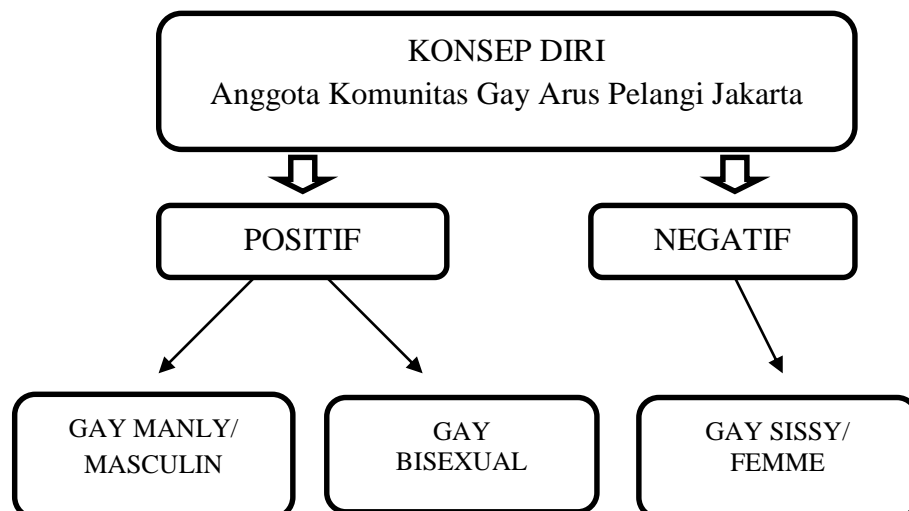 KONSEP DIRI
Anggota Komunitas Gay Arus Pelangi Jakarta
POSITIF
NEGATIF
GAY MANLY/
MASCULIN
GAY
BISEXUAL
GAY SISSY/
FEMME